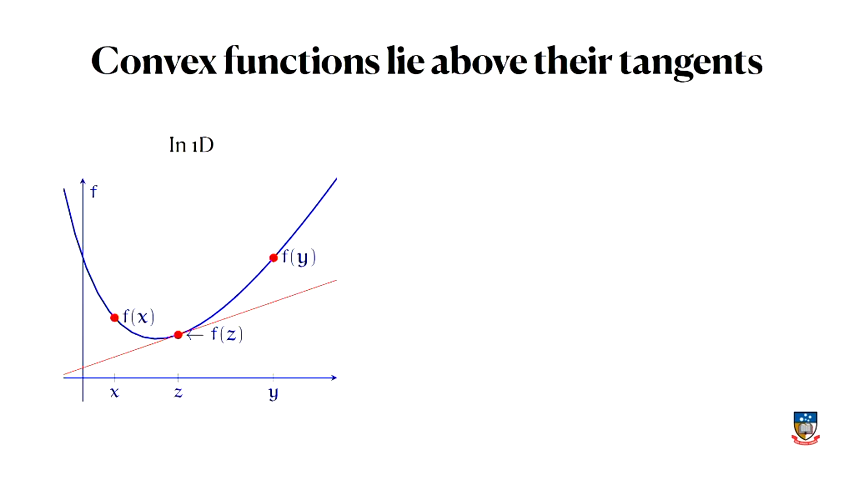 Convex functions lie above their tangents
In 1D
f
f(y)
f(x)
← f(z)
x z y